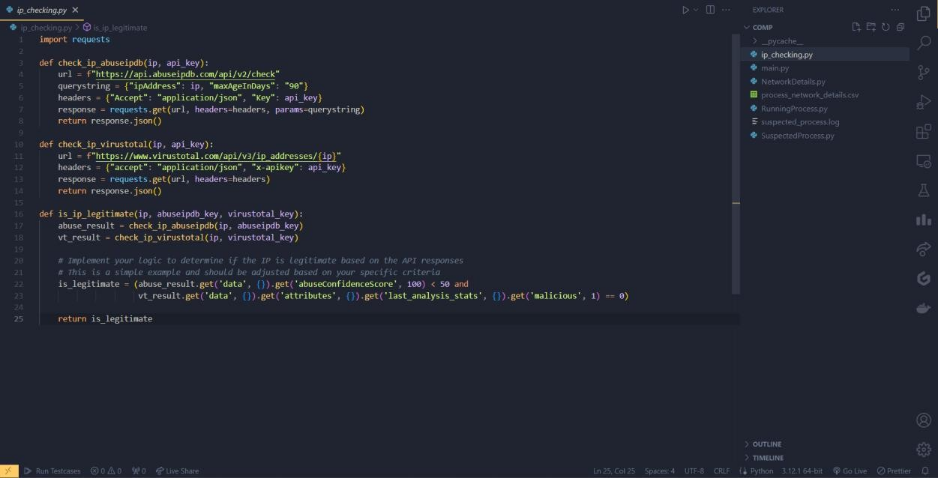 ip_checking.py ×
EXPLORER
ip_checking.py > is_ip_legitimate
COMP
1 import requests
2
3 def check_ip_abuseipdb(ip, api_key):
4     url = f"https://api.abuseipdb.com/api/v2/check"
5     querystring = {"ipAddress": ip, "maxAgeInDays": "90"}
6     headers = {"Accept": "application/json", "Key": api_key}
7     response = requests.get(url, headers=headers, params=querystring)
8     return response.json()
9
10 def check_ip_virustotal(ip, api_key):
11     url = f"https://www.virustotal.com/api/v3/ip_addresses/{ip}"
12     headers = {"accept": "application/json", "x-apikey": api_key}
13     response = requests.get(url, headers=headers)
14     return response.json()
15
16 def is_ip_legitimate(ip, abuseipdb_key, virustotal_key):
17     abuse_result = check_ip_abuseipdb(ip, abuseipdb_key)
18     vt_result = check_ip_virustotal(ip, virustotal_key)
19
20     # Implement your logic to determine if the IP is legitimate based on the API responses
21     # This is a simple example and should be adjusted based on your specific criteria
22     is_legitimate = (abuse_result.get('data', {}).get('abuseConfidenceScore', 100) < 50 and
23                      vt_result.get('data', {}).get('attributes', {}).get('last_analysis_stats', {}).get('malicious', 1) == 0)
24
25     return is_legitimate
__pycache__
ip_checking.py
main.py
NetworkDetails.py
process_network_details.csv
RunningProcess.py
suspected_process.log
SuspectedProcess.py
OUTLINE
TIMELINE
Run Testcases 0 0 0 Live Share Ln 25, Col 25 Spaces: 4 UTF-8 CRLF Python 3.12.1 64-bit Go Live Prettier